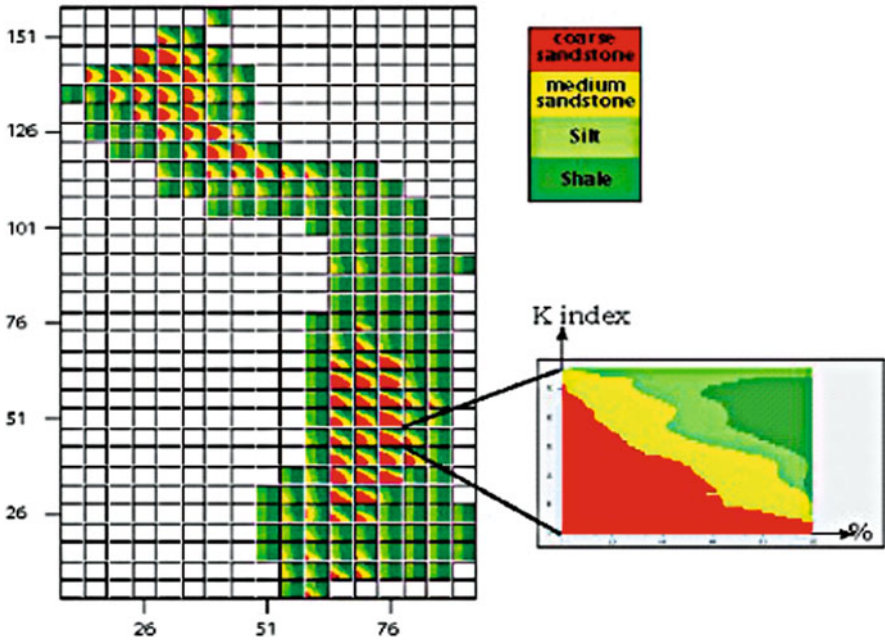 151
126
101
76
51
26
26
51
76
coarse
sandstone
medium
sandstone
Silt
Shale
K index
%